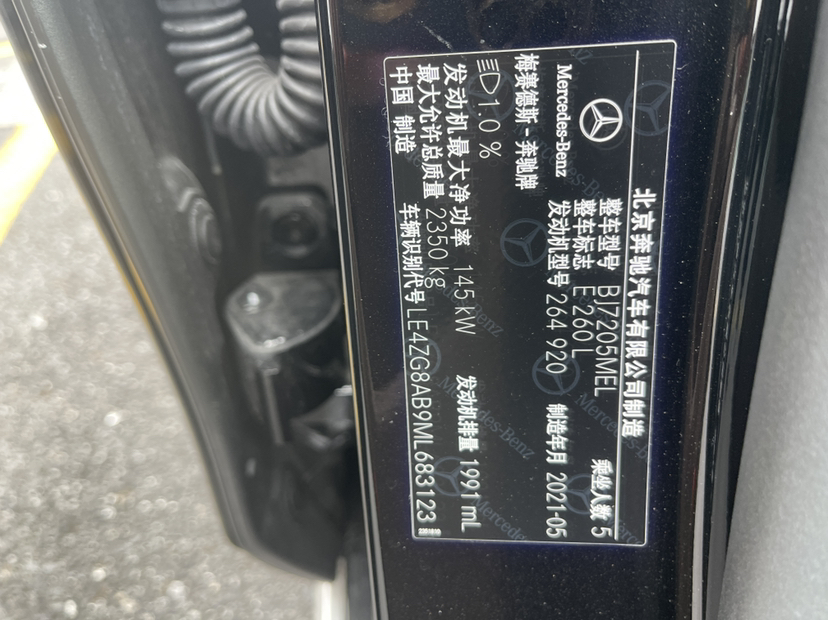 北京奔驰汽车有限公司制造
Mercedes-Benz
梅赛德斯-奔驰牌
整车型号 BJ7205MEL
乘坐人数 5
整车标志 E 260 L
发动机型号 264 920
制造年月 2021-05
1.0 %
发动机最大净功率 145 kW
发动机排量 1991 mL
最大允许总质量 2350 kg
中国 制造
车辆识别代号 LE4ZG8AB9ML683123